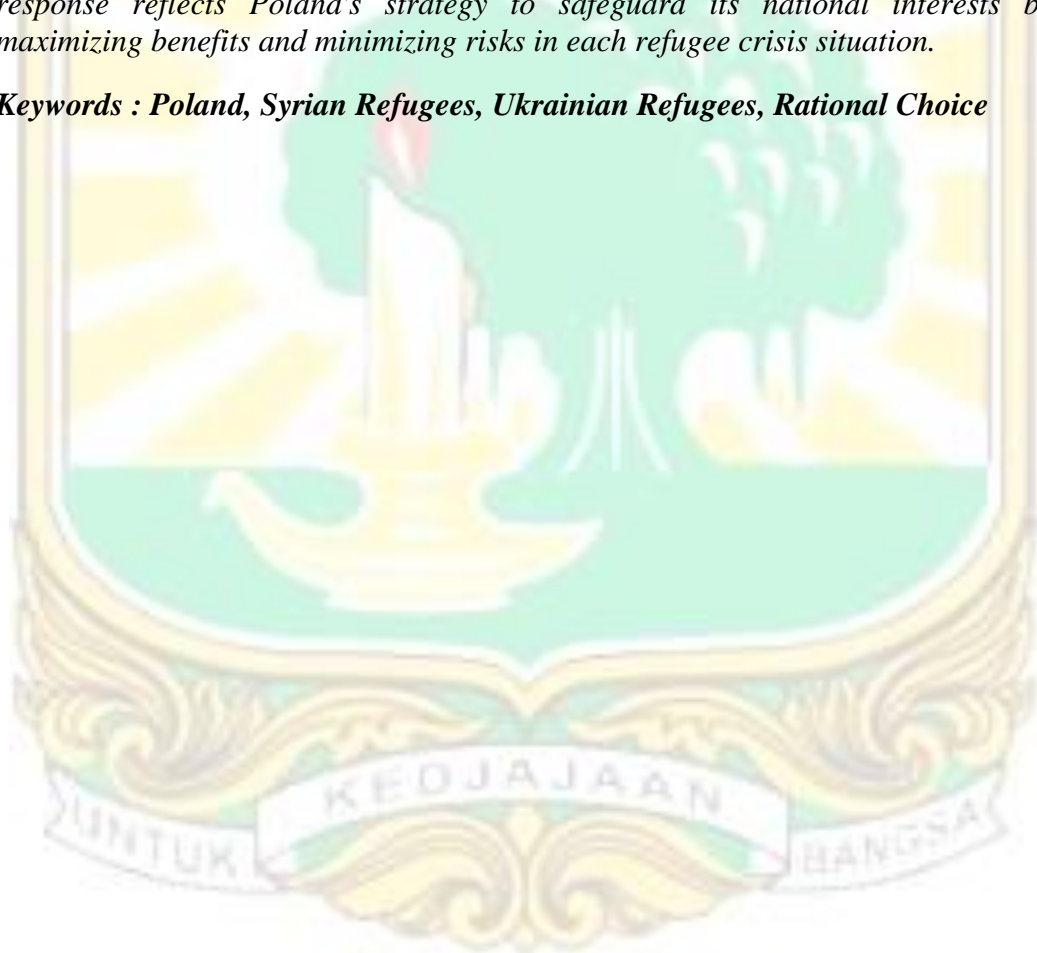 response reflects Poland's strategy to safeguard its national interests b
maximizing benefits and minimizing risks in each refugee crisis situation.
Keywords : Poland, Syrian Refugees, Ukrainian Refugees, Rational Choice
KEDJAJAAN
UNTUK BANGSA